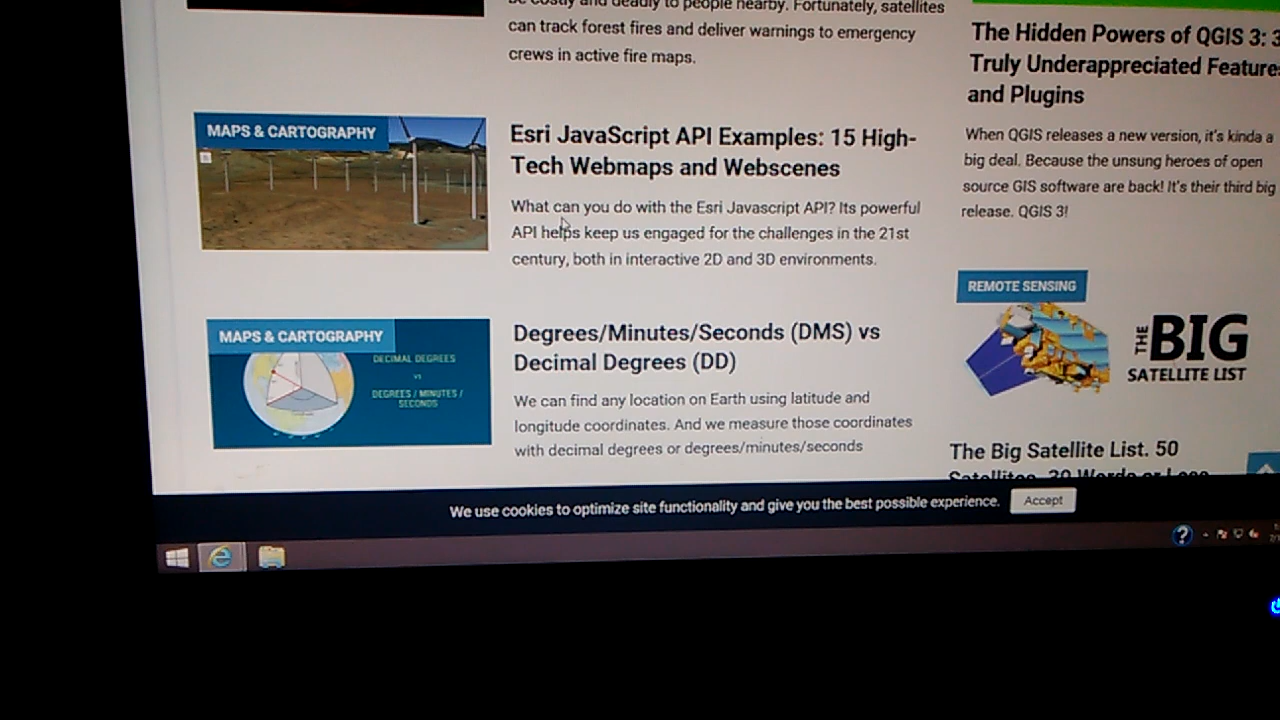 be costly and deadly to people nearby. Fortunately, satellites
can track forest fires and deliver warnings to emergency
crews in active fire maps.
MAPS & CARTOGRAPHY
Esri JavaScript API Examples: 15 High-
Tech Webmaps and Webscenes
What can you do with the Esri Javascript API? Its powerful
API helps keep us engaged for the challenges in the 21st
century, both in interactive 2D and 3D environments.
MAPS & CARTOGRAPHY
DECIMAL DEGREES
VS
DEGREES / MINUTES /
SECONDS
Degrees/Minutes/Seconds (DMS) vs
Decimal Degrees (DD)
We can find any location on Earth using latitude and
longitude coordinates. And we measure those coordinates
with decimal degrees or degrees/minutes/seconds
The Hidden Powers of QGIS 3: 3
Truly Underappreciated Feature
and Plugins
When QGIS releases a new version, it's kinda a
big deal. Because the unsung heroes of open
source GIS software are back! It's their third big
release. QGIS 3!
REMOTE SENSING
THE BIG
SATELLITE LIST
The Big Satellite List. 50
Satellites. 20 Words or Less
We use cookies to optimize site functionality and give you the best possible experience.
Accept
?